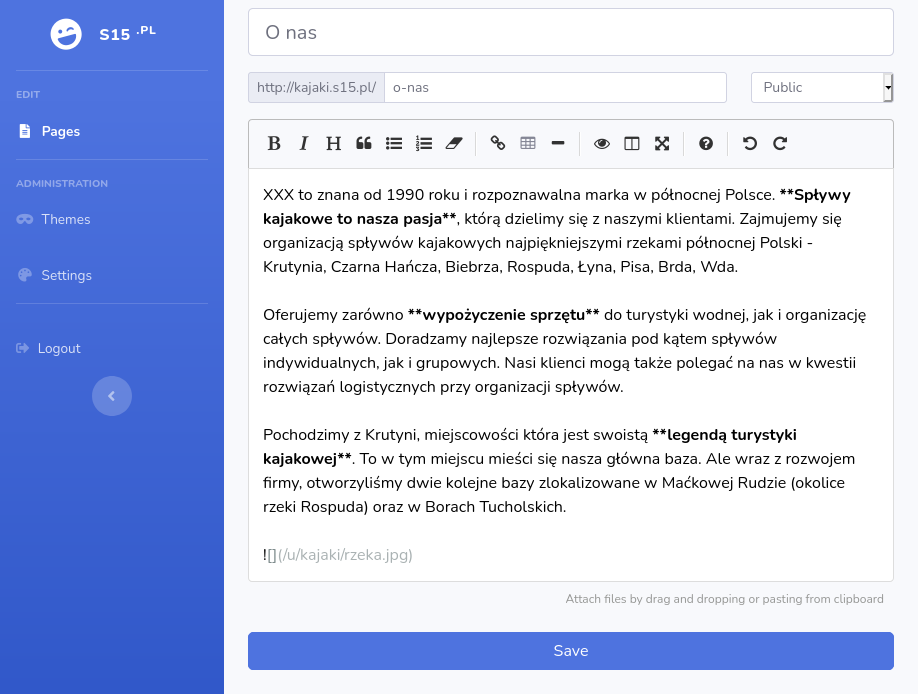 S15 .PL
EDIT
Pages
ADMINISTRATION
Themes
Settings
Logout
O nas
http://kajaki.s15.pl/ o-nas Public
B I H
XXX to znana od 1990 roku i rozpoznawalna marka w północnej Polsce. **Spływy
kajakowe to nasza pasja**, którą dzielimy się z naszymi klientami. Zajmujemy się
organizacją spływów kajakowych najpiękniejszymi rzekami północnej Polski -
Krutynia, Czarna Hańcza, Biebrza, Rospuda, Łyna, Pisa, Brda, Wda.
Oferujemy zarówno **wypożyczenie sprzętu** do turystyki wodnej, jak i organizację
całych spływów. Doradzamy najlepsze rozwiązania pod kątem spływów
indywidualnych, jak i grupowych. Nasi klienci mogą także polegać na nas w kwestii
rozwiązań logistycznych przy organizacji spływów.
Pochodzimy z Krutyni, miejscowości która jest swoistą **legendą turystyki
kajakowej**. To w tym miejscu mieści się nasza główna baza. Ale wraz z rozwojem
firmy, otworzyliśmy dwie kolejne bazy zlokalizowane w Maćkowej Rudzie (okolice
rzeki Rospuda) oraz w Borach Tucholskich.
![](/u/kajaki/rzeka.jpg)
Attach files by drag and dropping or pasting from clipboard
Save